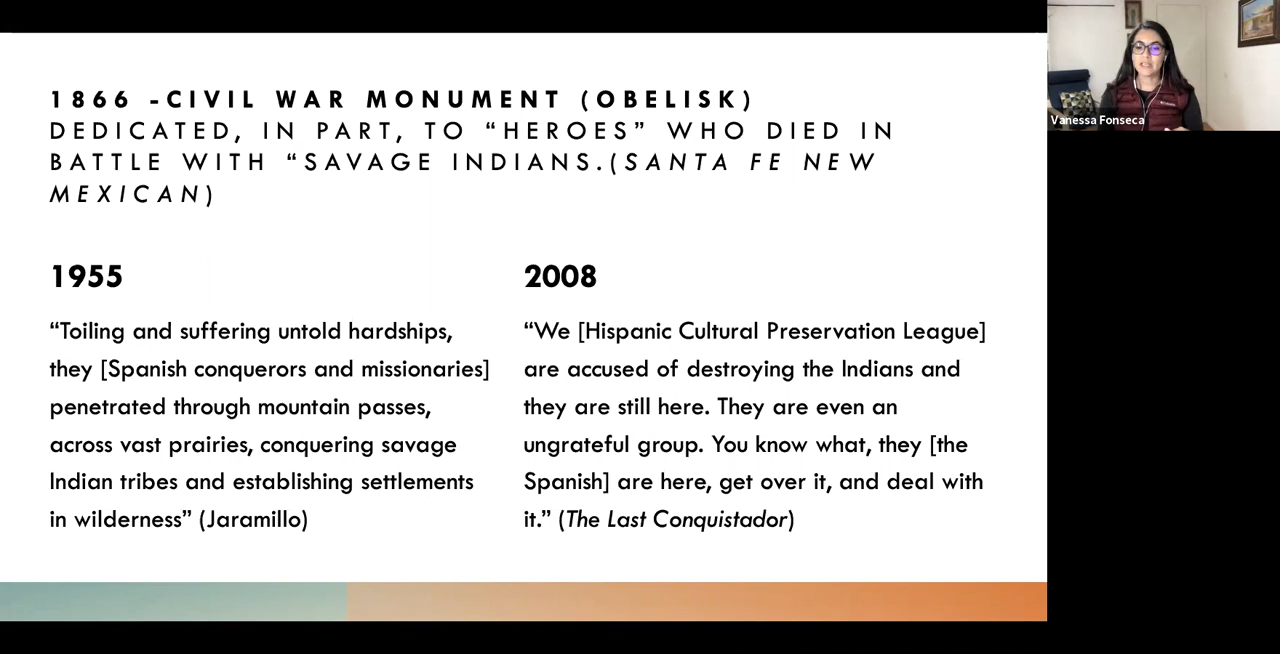 1866 -CIVIL WAR MONUMENT (OBELISK)
DEDICATED, IN PART, TO “HEROES” WHO DIED IN
BATTLE WITH “SAVAGE INDIANS.(SANTA FE NEW
MEXICAN)
1955
“Toiling and suffering untold hardships,
they [Spanish conquerors and missionaries]
penetrated through mountain passes,
across vast prairies, conquering savage
Indian tribes and establishing settlements
in wilderness” (Jaramillo)
2008
“We [Hispanic Cultural Preservation League]
are accused of destroying the Indians and
they are still here. They are even an
ungrateful group. You know what, they [the
Spanish] are here, get over it, and deal with
it.” (The Last Conquistador)
Vanessa Fonseca